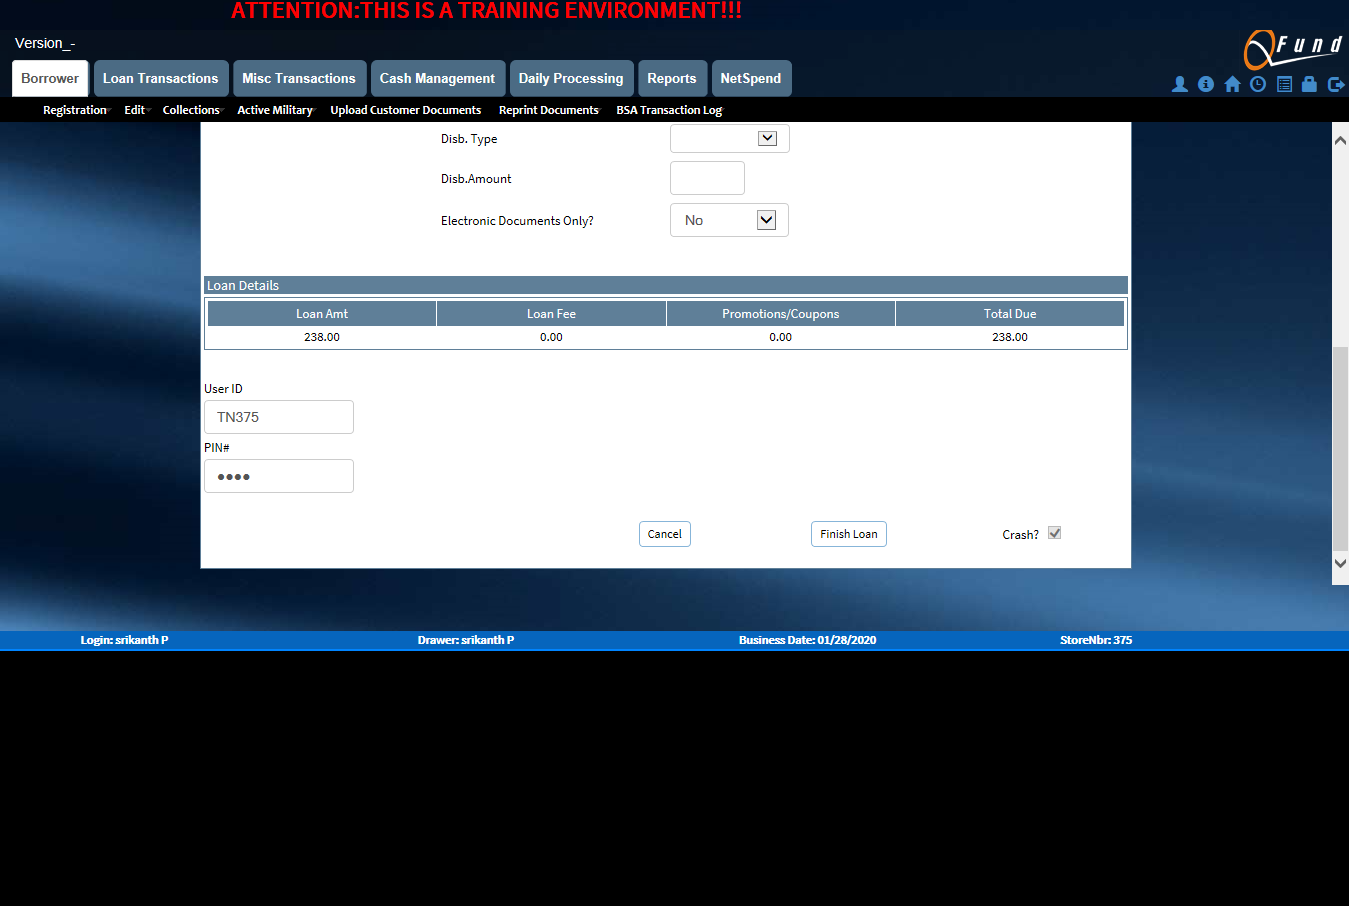 ATTENTION:THIS IS A TRAINING ENVIRONMENT!!!
Version_-
QFund
Borrower Loan Transactions Misc Transactions Cash Management Daily Processing Reports NetSpend
Registration Edit Collections Active Military Upload Customer Documents Reprint Documents BSA Transaction Log
Disb. Type
Disb.Amount
Electronic Documents Only? No
Loan Details
Loan Amt Loan Fee Promotions/Coupons Total Due
238.00 0.00 0.00 238.00
User ID
TN375
PIN#
••••
Cancel Finish Loan Crash?
Login: srikanth P Drawer: srikanth P Business Date: 01/28/2020 StoreNbr: 375